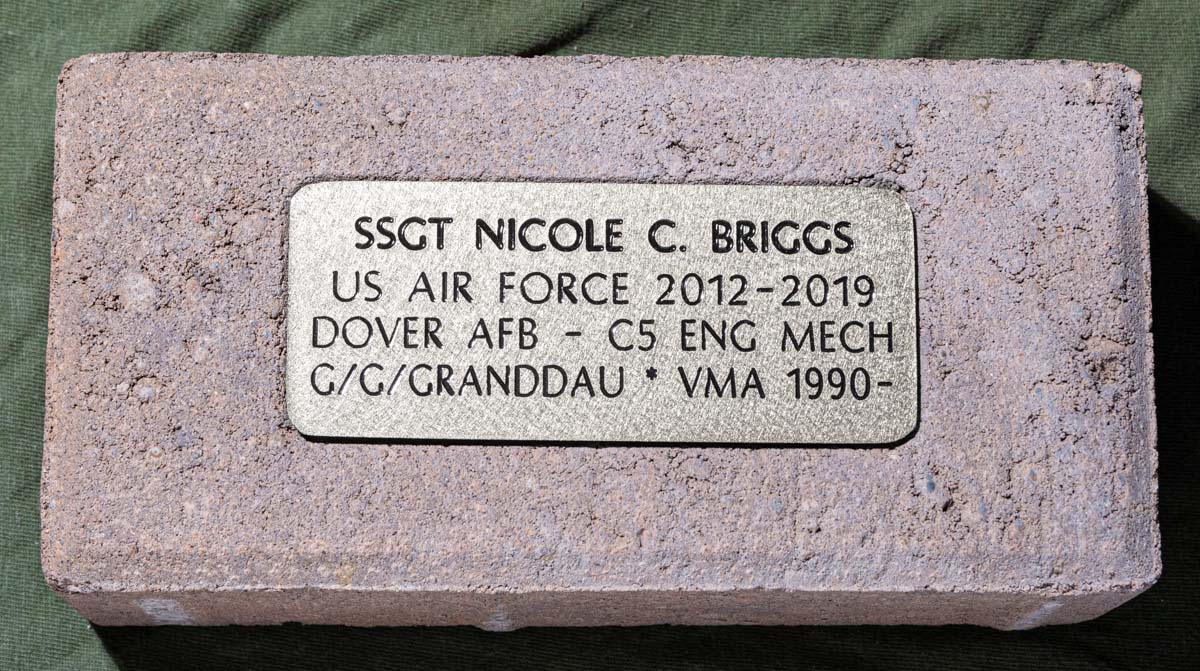 SSGT NICOLE C. BRIGGS
US AIR FORCE 2012-2019
DOVER AFB - C5 ENG MECH
G/G/GRANDDAU * VMA 1990-